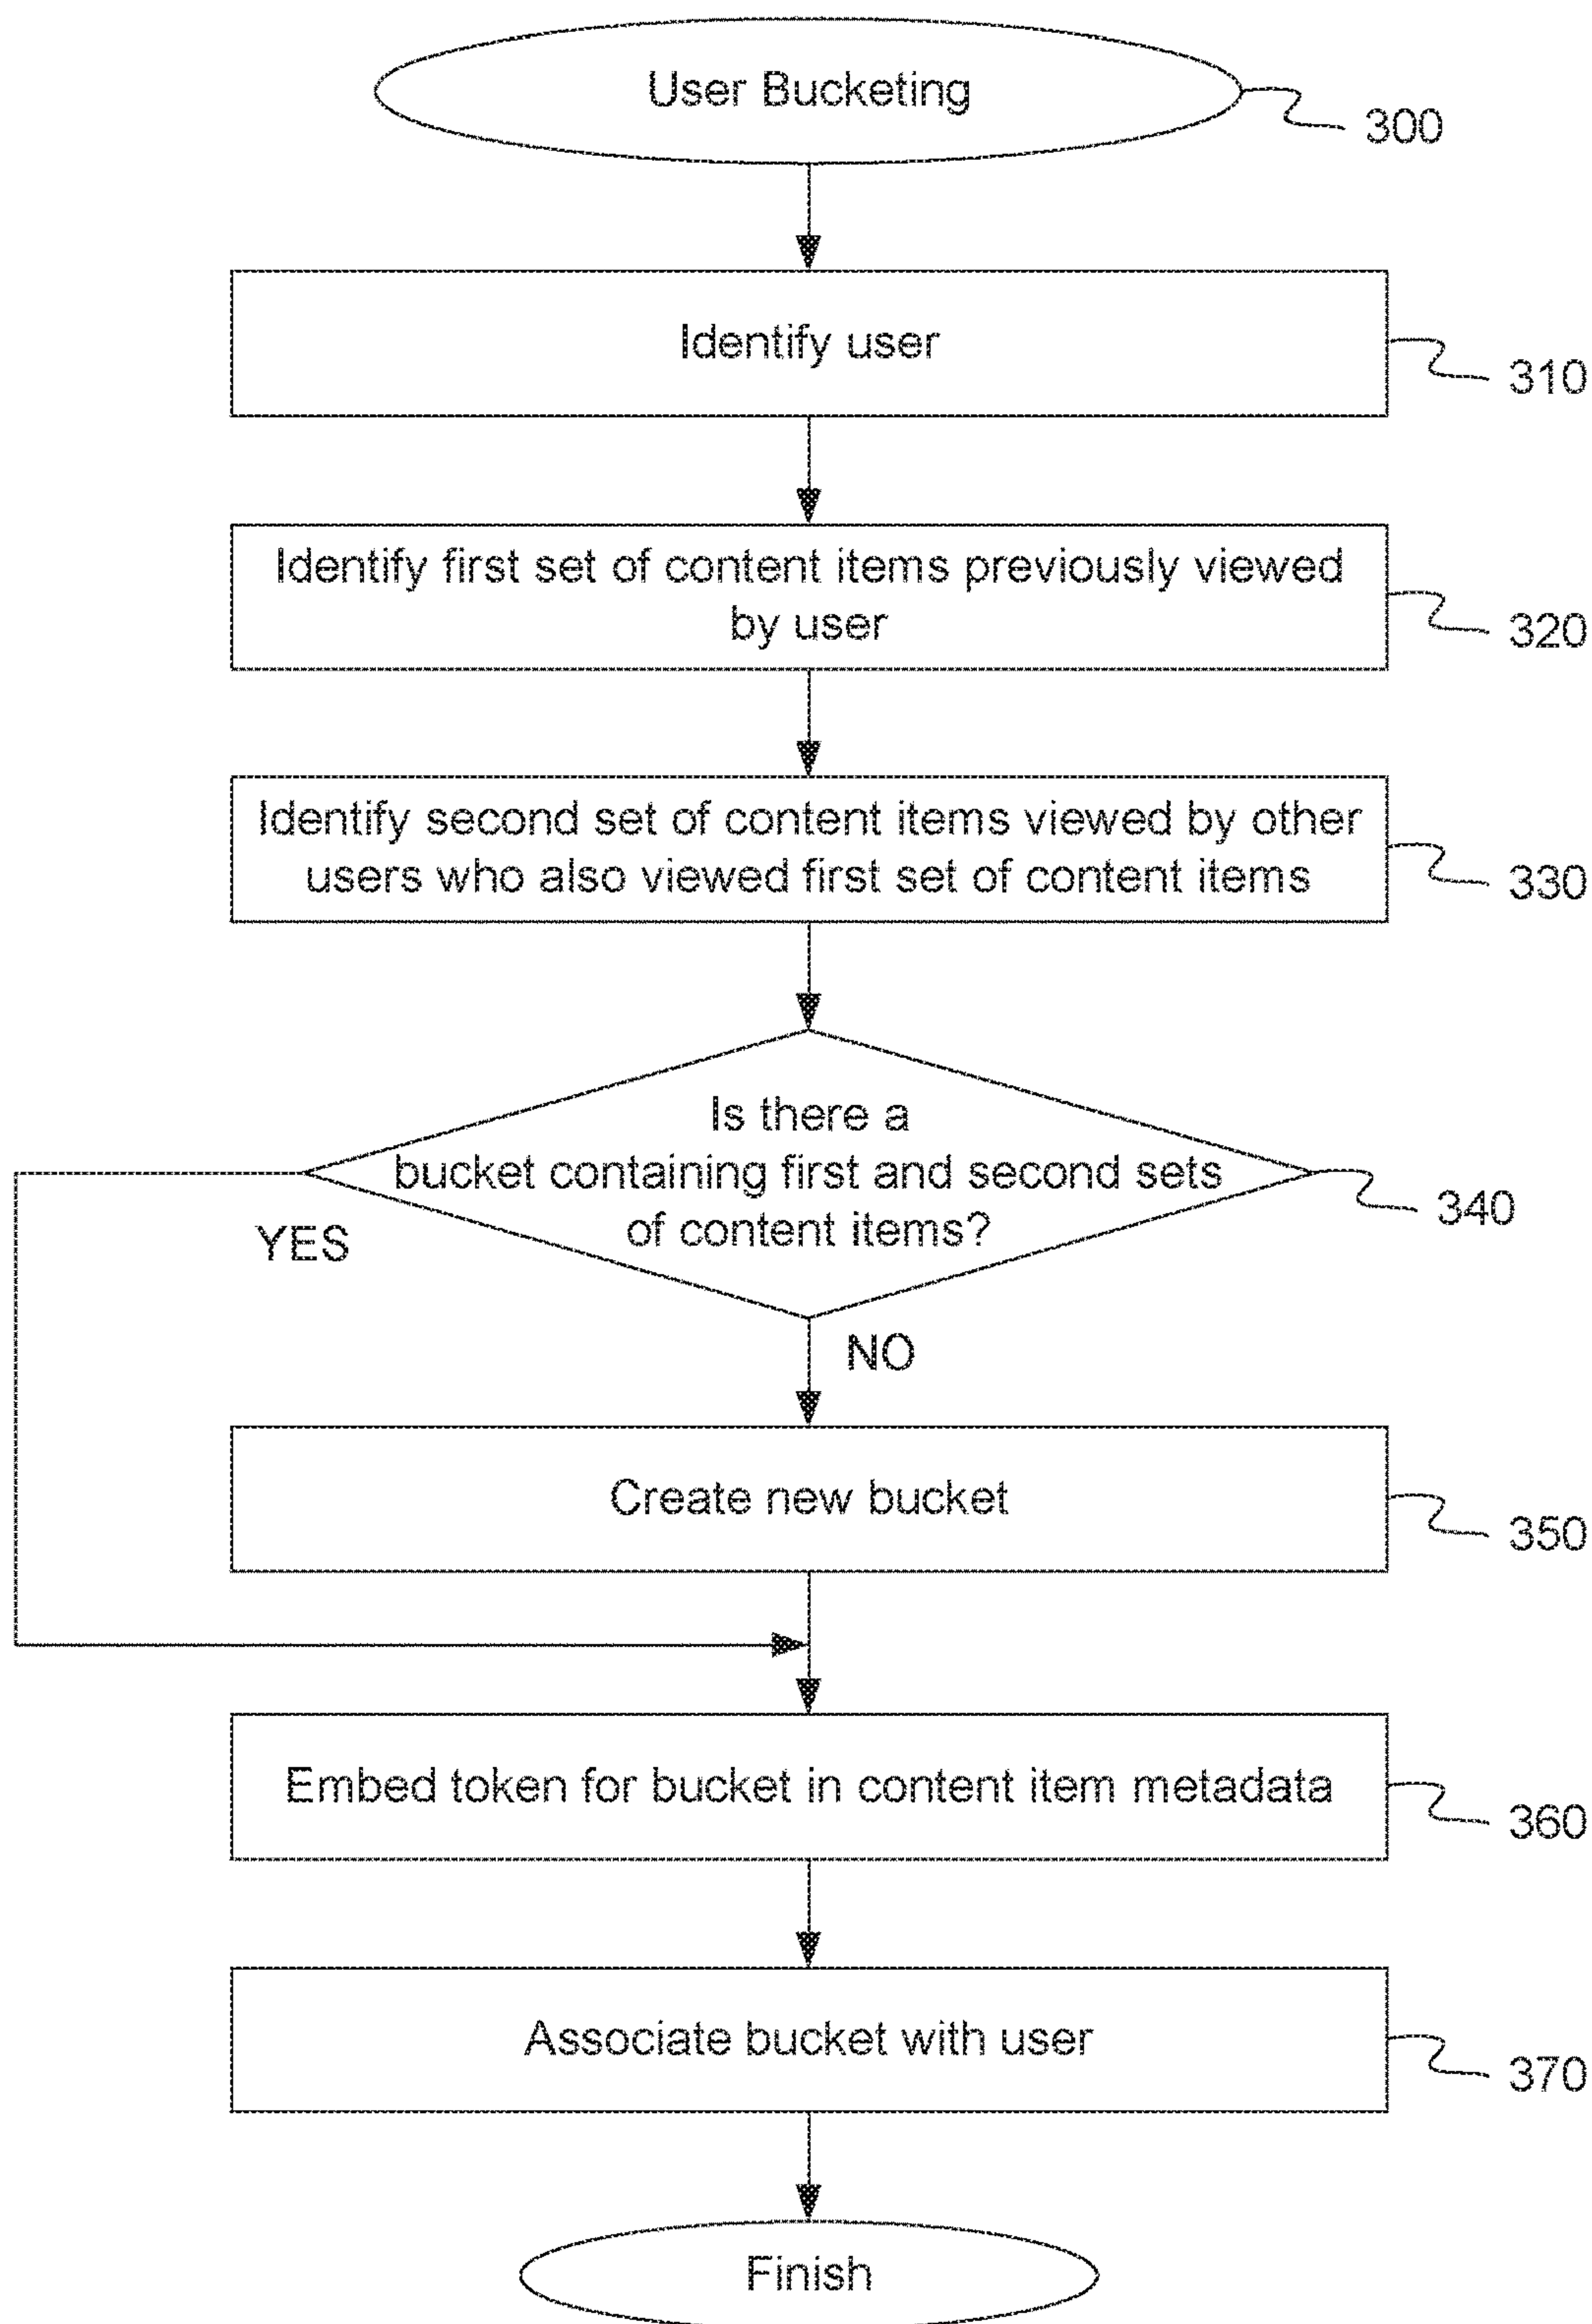 User Bucketing
300
Identify user
310
Identify first set of content items previously viewed
by user
320
Identify second set of content items viewed by other
users who also viewed first set of content items
330
Is there a
bucket containing first and second sets
of content items?
340
YES
NO
Create new bucket
350
Embed token for bucket in content item metadata
360
Associate bucket with user
370
Finish